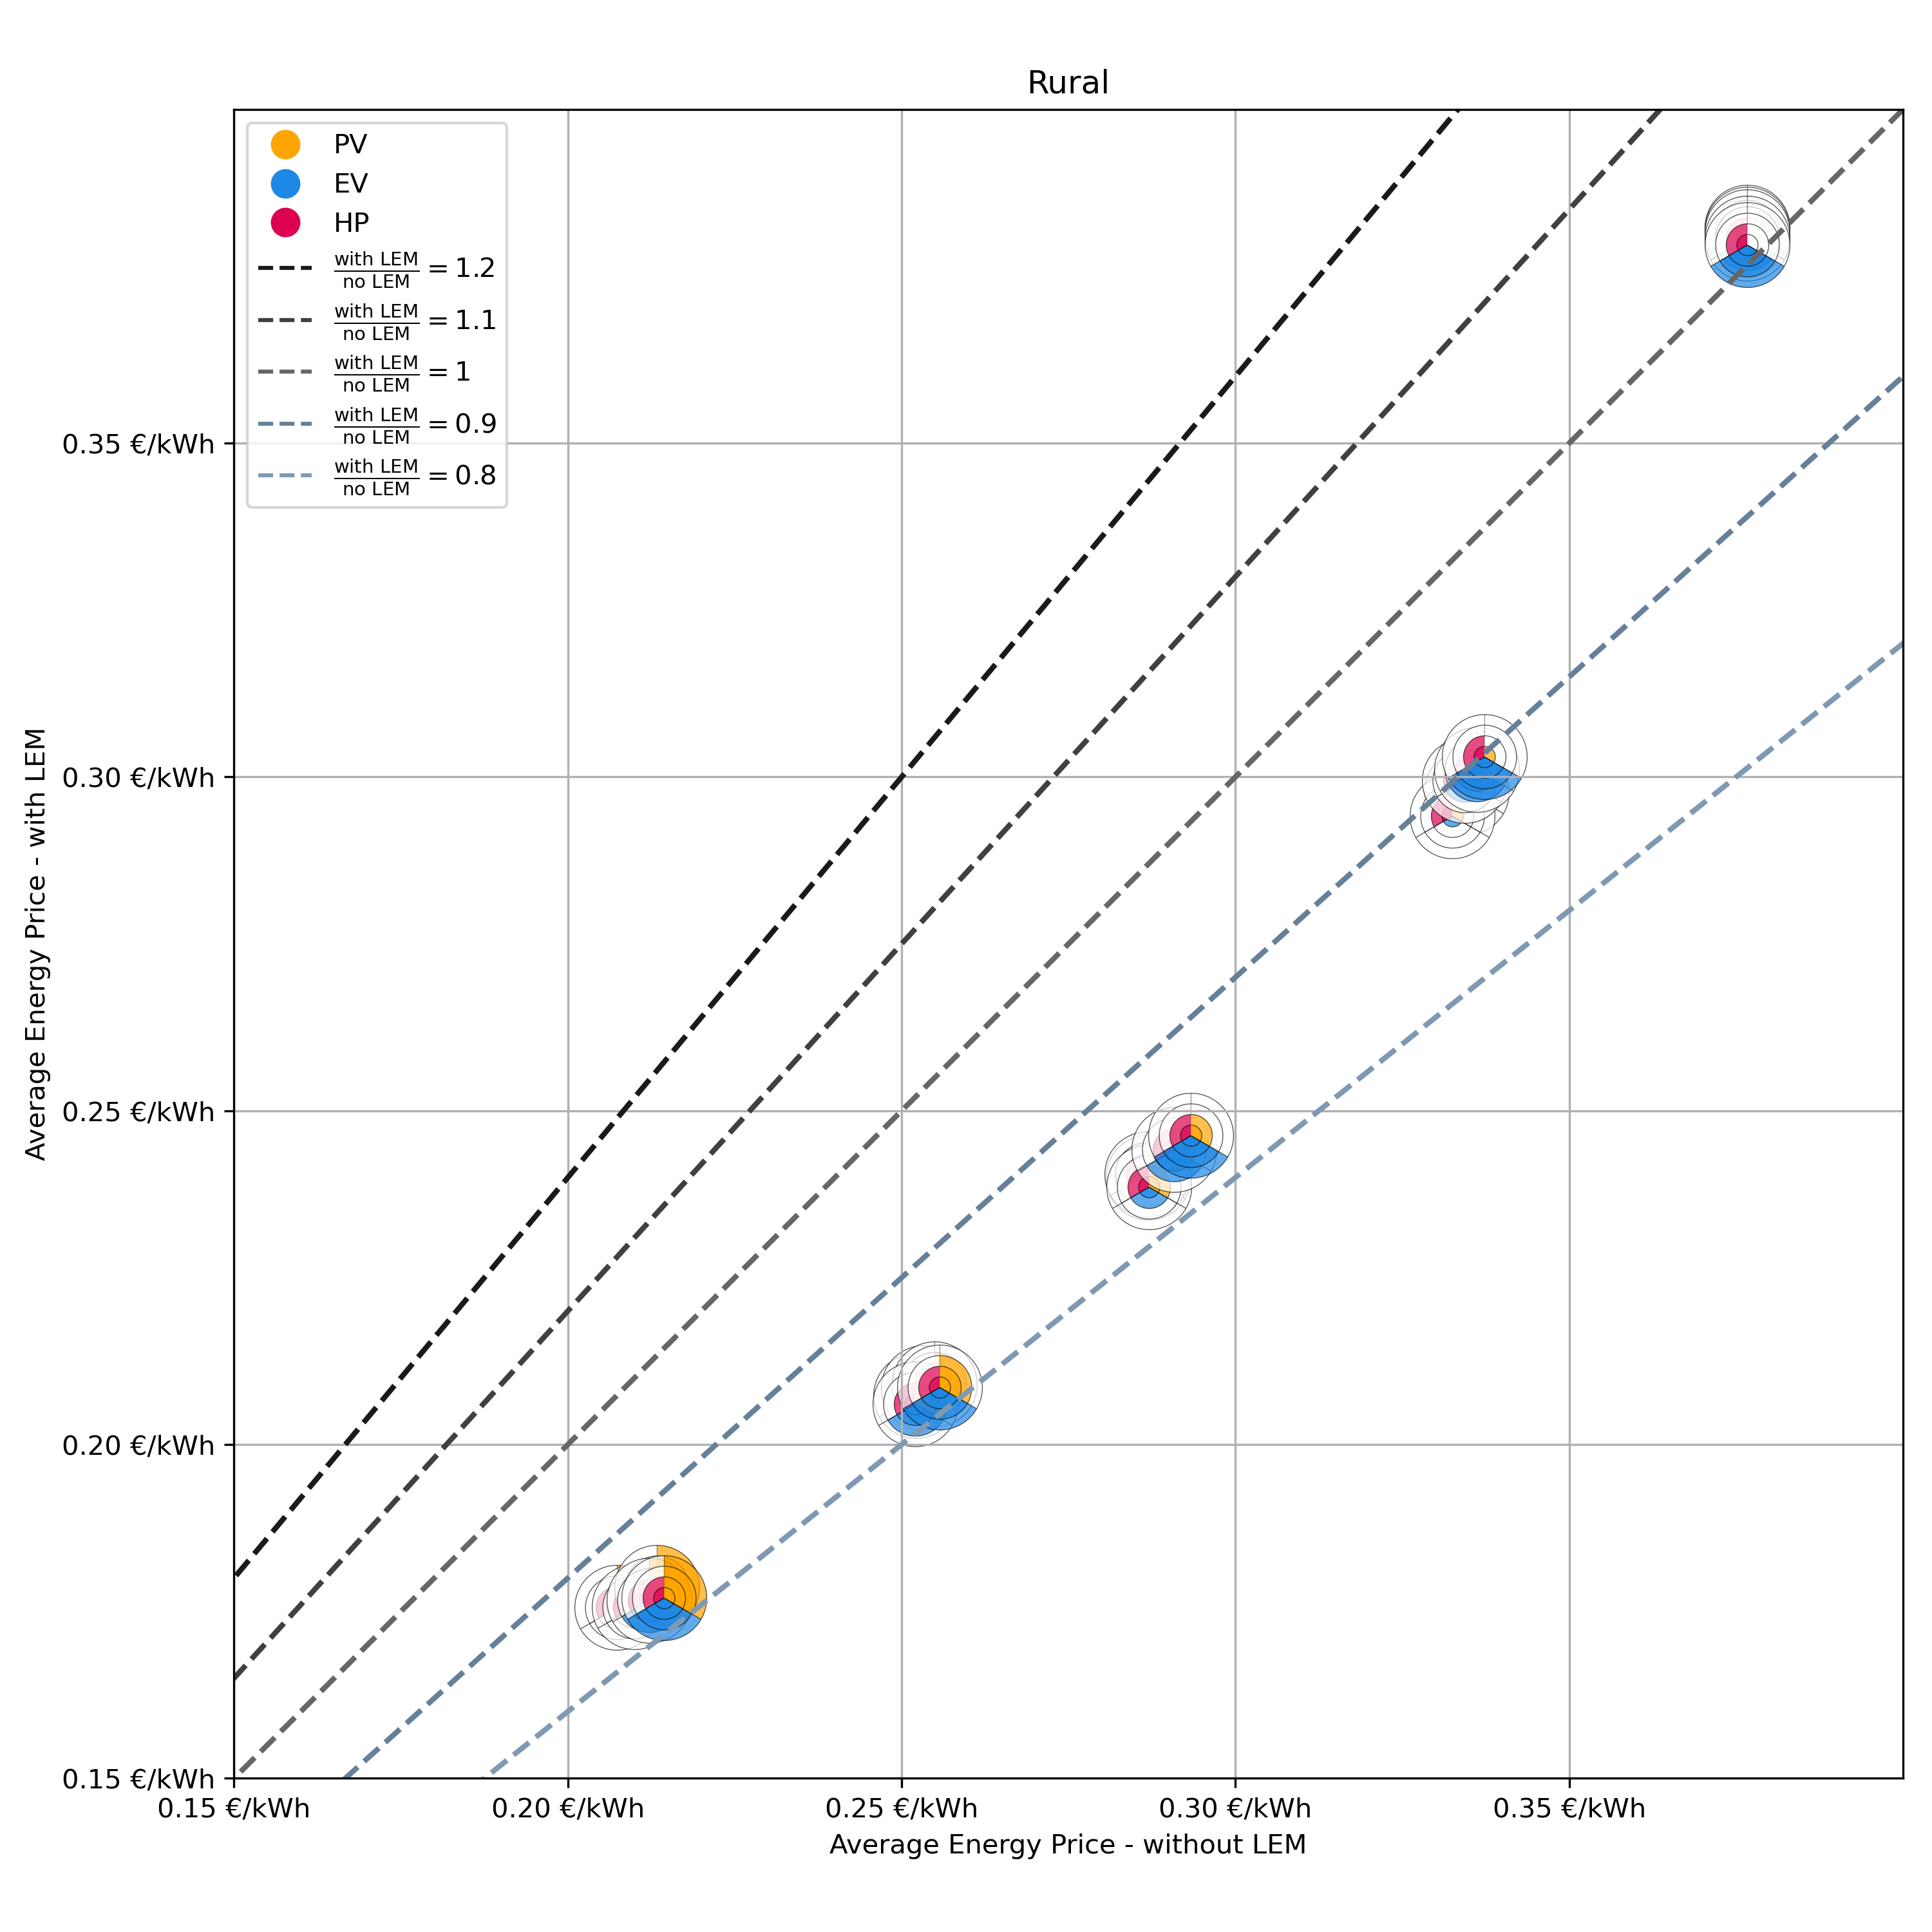 Rural
PV
EV
HP
with LEM
no LEM = 1.2
with LEM
no LEM = 1.1
with LEM
no LEM = 1
with LEM
no LEM = 0.9
with LEM
no LEM = 0.8
Average Energy Price - with LEM
0.35 €/kWh
0.30 €/kWh
0.25 €/kWh
0.20 €/kWh
0.15 €/kWh
0.15 €/kWh 0.20 €/kWh 0.25 €/kWh 0.30 €/kWh 0.35 €/kWh
Average Energy Price - without LEM